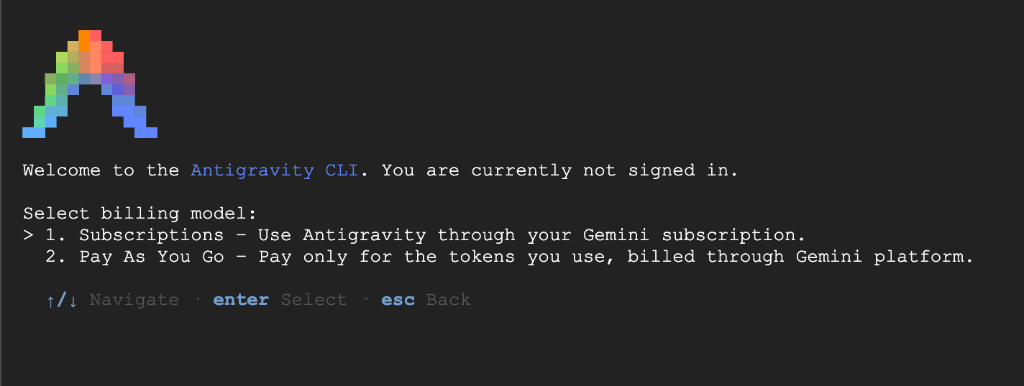 Welcome to the Antigravity CLI. You are currently not signed in.
Select billing model:
> 1. Subscriptions - Use Antigravity through your Gemini subscription.
2. Pay As You Go - Pay only for the tokens you use, billed through Gemini platform.
↑/↓ Navigate · enter Select · esc Back